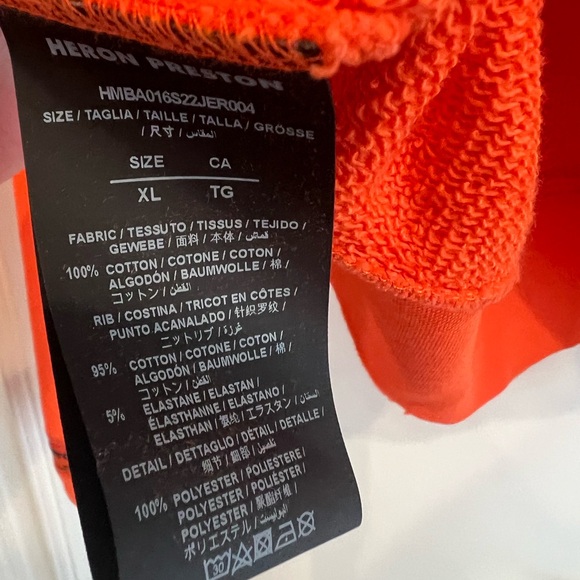 HERON PRESTON
HMBA016S22JER004
SIZE / TAGLIA / TAILLE / TALLA / GRÖSSE
/ 尺寸 / المقاس
SIZE CA
XL TG
FABRIC / TESSUTO / TISSUS / TEJIDO /
GEWEBE / 面料 / 本体 / قماش
100% COTTON / COTONE / COTON /
ALGODÓN / BAUMWOLLE / 棉 /
コットン / القطن
RIB / COSTINA / TRICOT EN CÔTES /
PUNTO ACANALADO / 针织罗纹 /
ニットリブ / غرزة
95% COTTON / COTONE / COTON /
ALGODÓN / BAUMWOLLE / 棉 /
コットン / القطن
5% ELASTANE / ELASTAN /
ÉLASTHANNE / ELASTANO /
ELASTHAN / 氨纶 / エラスタン /
DETAIL / DETTAGLIO / DETAIL / DETALLE /
细节 / 細部 / تفصيل
100% POLYESTER / POLIESTERE /
POLYESTER / POLIÉSTER /
POLYESTER / 聚酯纤维 /
ポリエステル / البوليستر
30